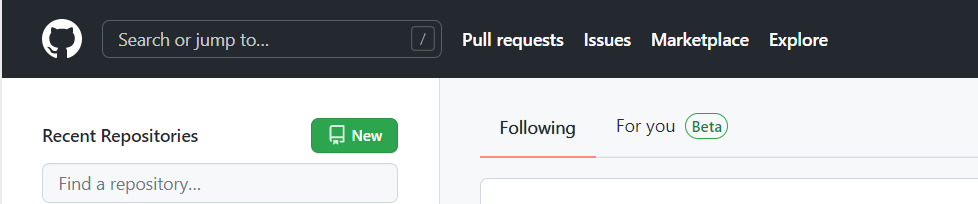 Search or jump to... /
Pull requests Issues Marketplace Explore
Recent Repositories
New
Find a repository...
Following
For you Beta